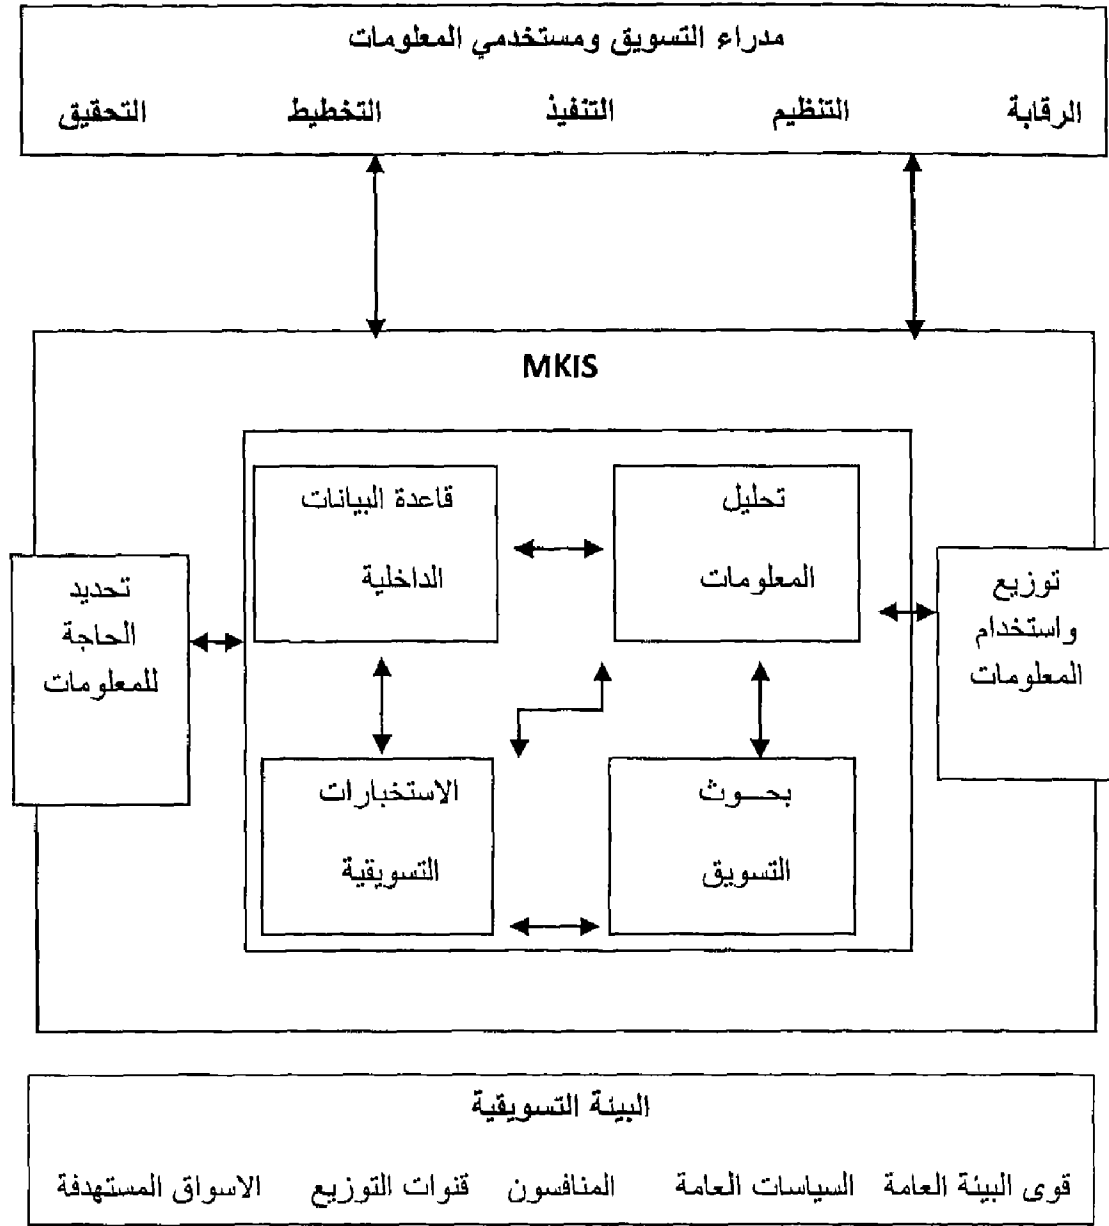 مدراء التسويق ومستخدمي المعلومات
الرقابة التنظيم التنفيذ التخطيط التحقيق
MKIS
تحليل
المعلومات
قاعدة البيانات
الداخلية
توزيع
واستخدام
المعلومات
تحديد
الحاجة
للمعلومات
بحـــوث
التسويق
الاستخبارات
التسويقية
البيئة التسويقية
قوى البيئة العامة السياسات العامة المنافسون قنوات التوزيع الاسواق المستهدفة